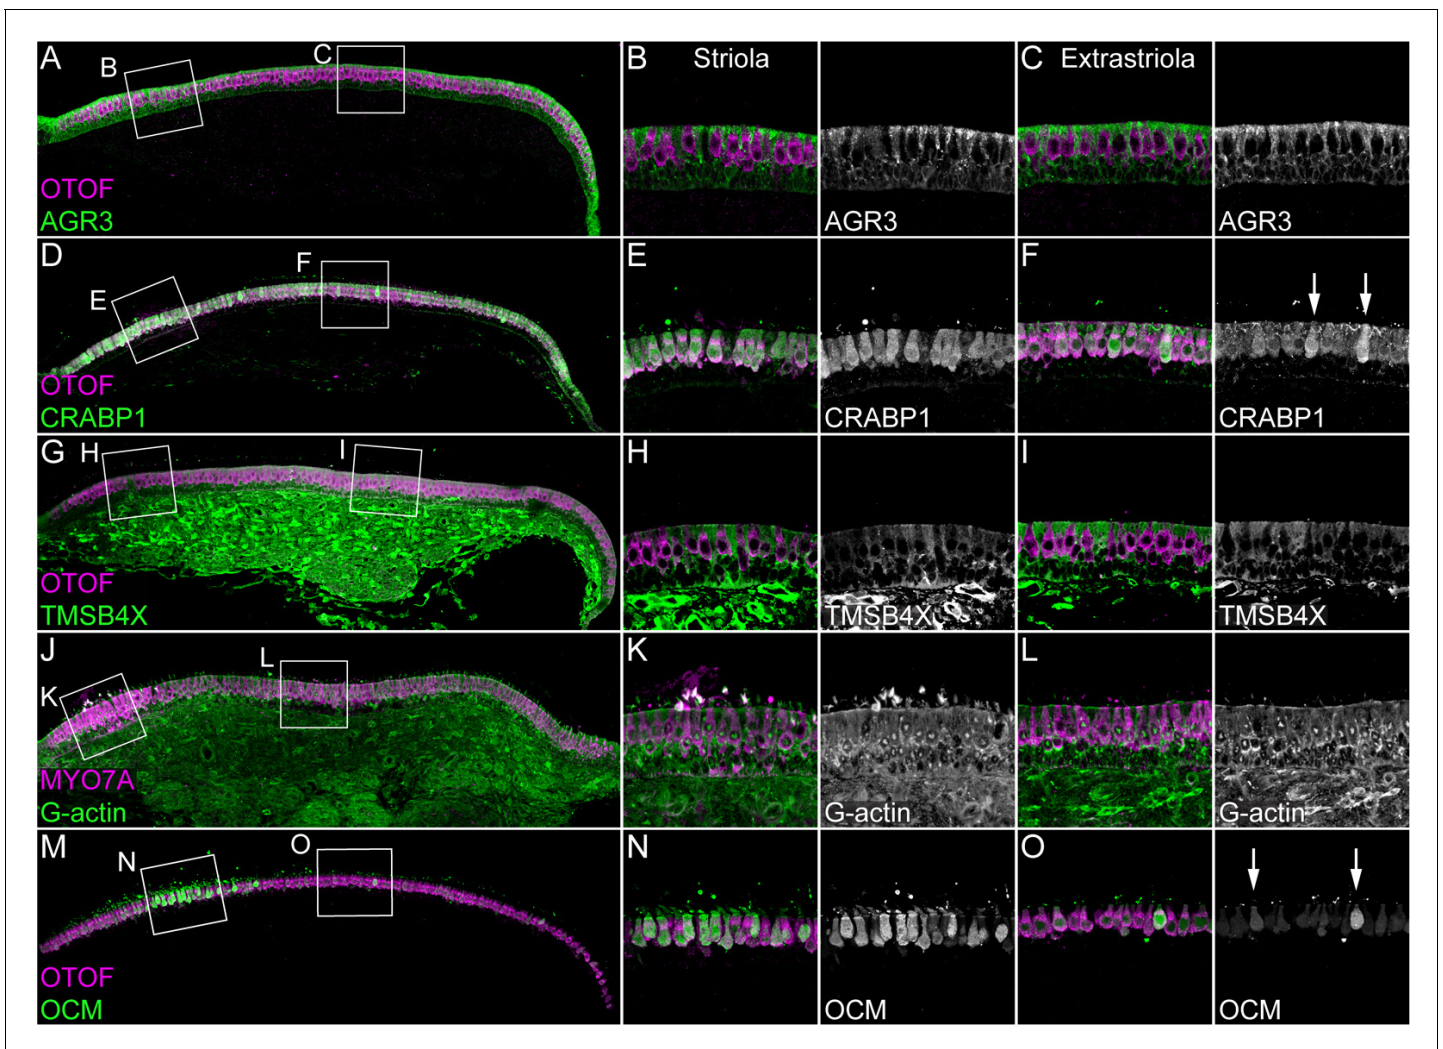 A
B
C
OTOF
AGR3
B
Striola
AGR3
C
Extrastriola
AGR3
D
E
F
OTOF
CRABP1
E
CRABP1
F
CRABP1
G
H
I
OTOF
TMSB4X
H
TMSB4X
I
TMSB4X
J
K
L
MYO7A
G-actin
K
G-actin
L
G-actin
M
N
O
OTOF
OCM
N
OCM
O
OCM